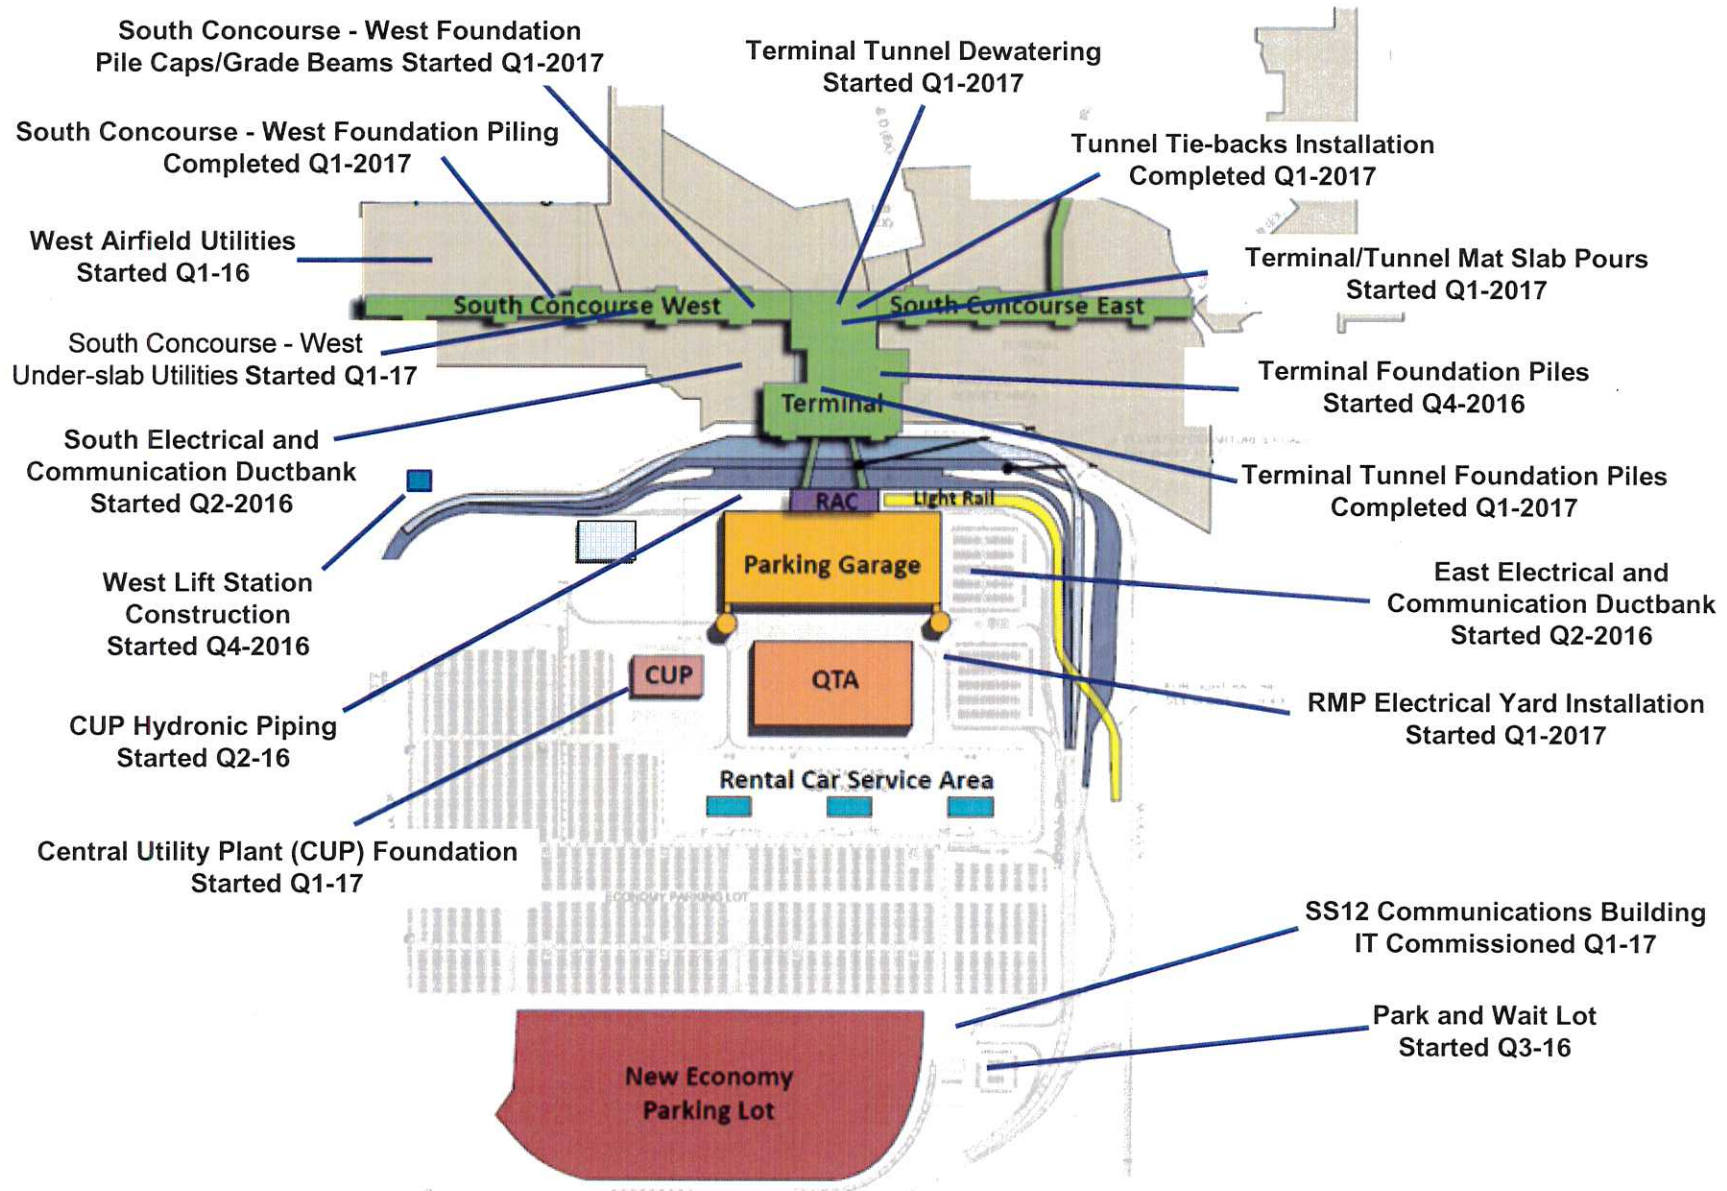 South Concourse - West Foundation
Pile Caps/Grade Beams Started Q1-2017
Terminal Tunnel Dewatering
Started Q1-2017
South Concourse - West Foundation Piling
Completed Q1-2017
Tunnel Tie-backs Installation
Completed Q1-2017
West Airfield Utilities
Started Q1-16
Terminal/Tunnel Mat Slab Pours
Started Q1-2017
South Concourse West
South Concourse East
South Concourse - West
Under-slab Utilities Started Q1-17
Terminal Foundation Piles
Started Q4-2016
Terminal
South Electrical and
Communication Ductbank
Started Q2-2016
Terminal Tunnel Foundation Piles
Completed Q1-2017
RAC
Light Rail
Parking Garage
West Lift Station
Construction
Started Q4-2016
East Electrical and
Communication Ductbank
Started Q2-2016
CUP
QTA
CUP Hydronic Piping
Started Q2-16
RMP Electrical Yard Installation
Started Q1-2017
Rental Car Service Area
Central Utility Plant (CUP) Foundation
Started Q1-17
ECONOMY PARKING LOT
SS12 Communications Building
IT Commissioned Q1-17
Park and Wait Lot
Started Q3-16
New Economy
Parking Lot